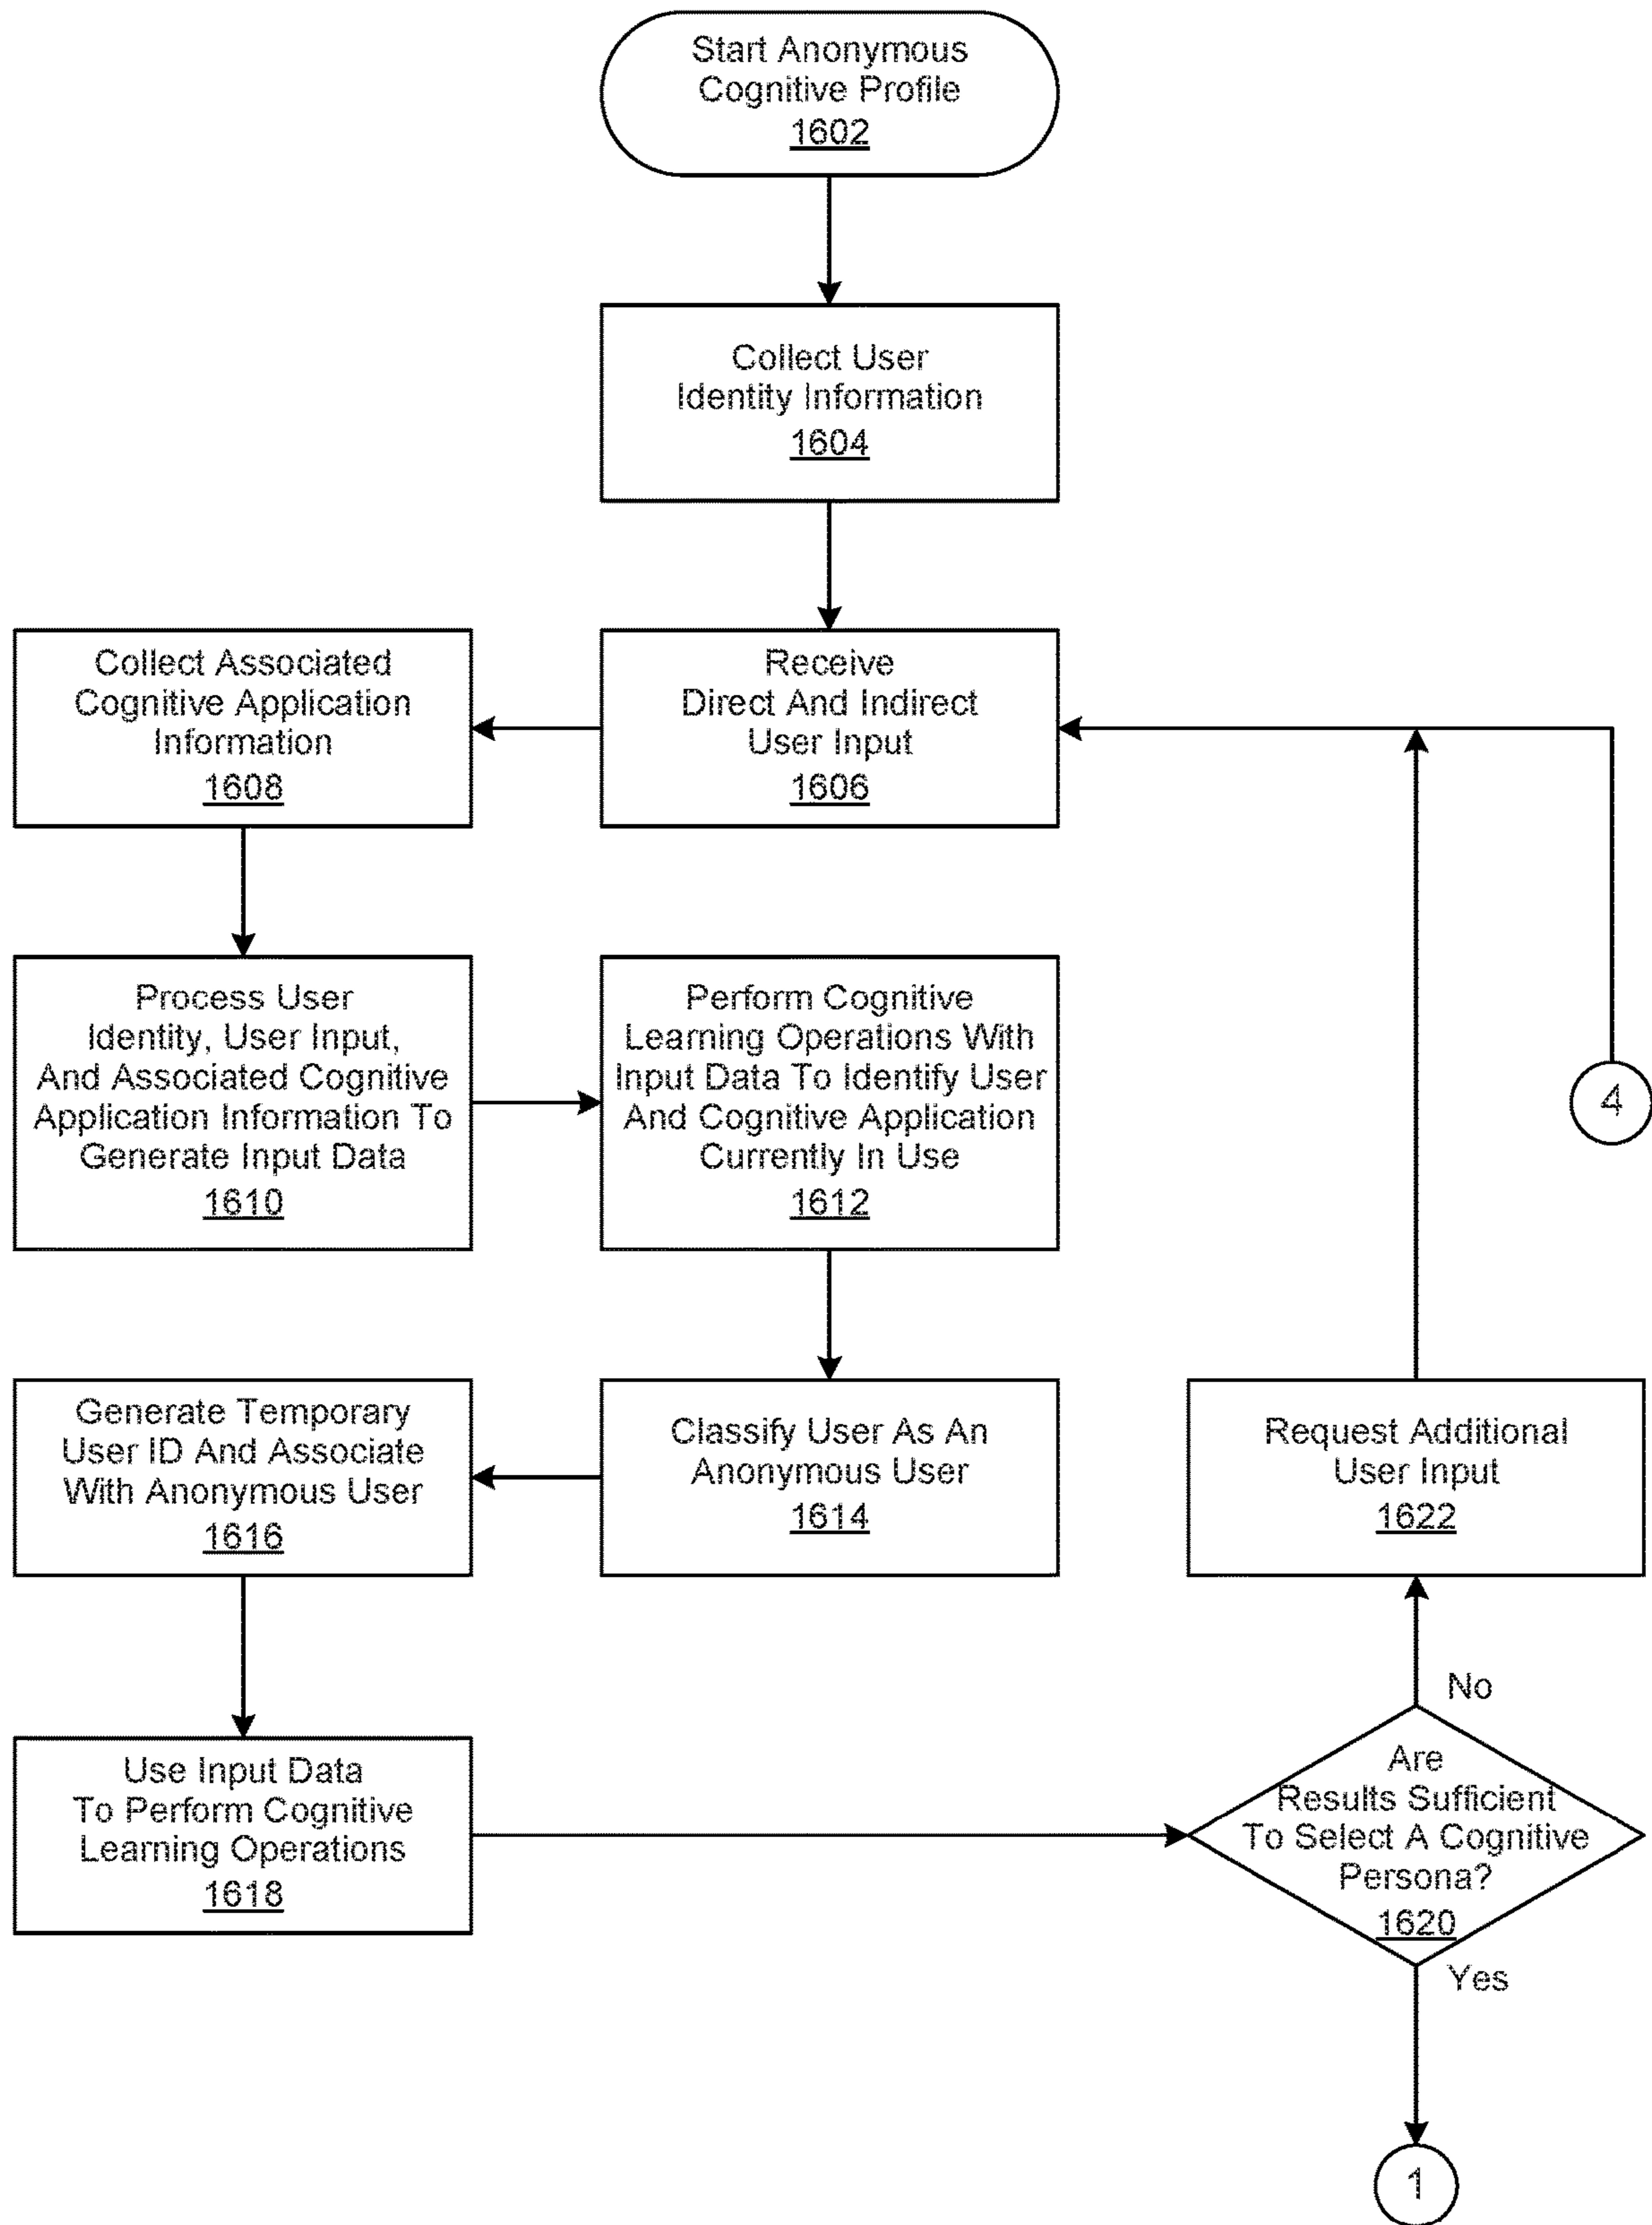 Start Anonymous
Cognitive Profile
1602
Collect User
Identity Information
1604
Receive
Direct And Indirect
User Input
1606
Collect Associated
Cognitive Application
Information
1608
Process User
Identity, User Input,
And Associated Cognitive
Application Information To
Generate Input Data
1610
Perform Cognitive
Learning Operations With
Input Data To Identify User
And Cognitive Application
Currently In Use
1612
4
Classify User As An
Anonymous User
1614
Generate Temporary
User ID And Associate
With Anonymous User
1616
Use Input Data
To Perform Cognitive
Learning Operations
1618
Are
Results Sufficient
To Select A Cognitive
Persona?
1620
No
Request Additional
User Input
1622
Yes
1